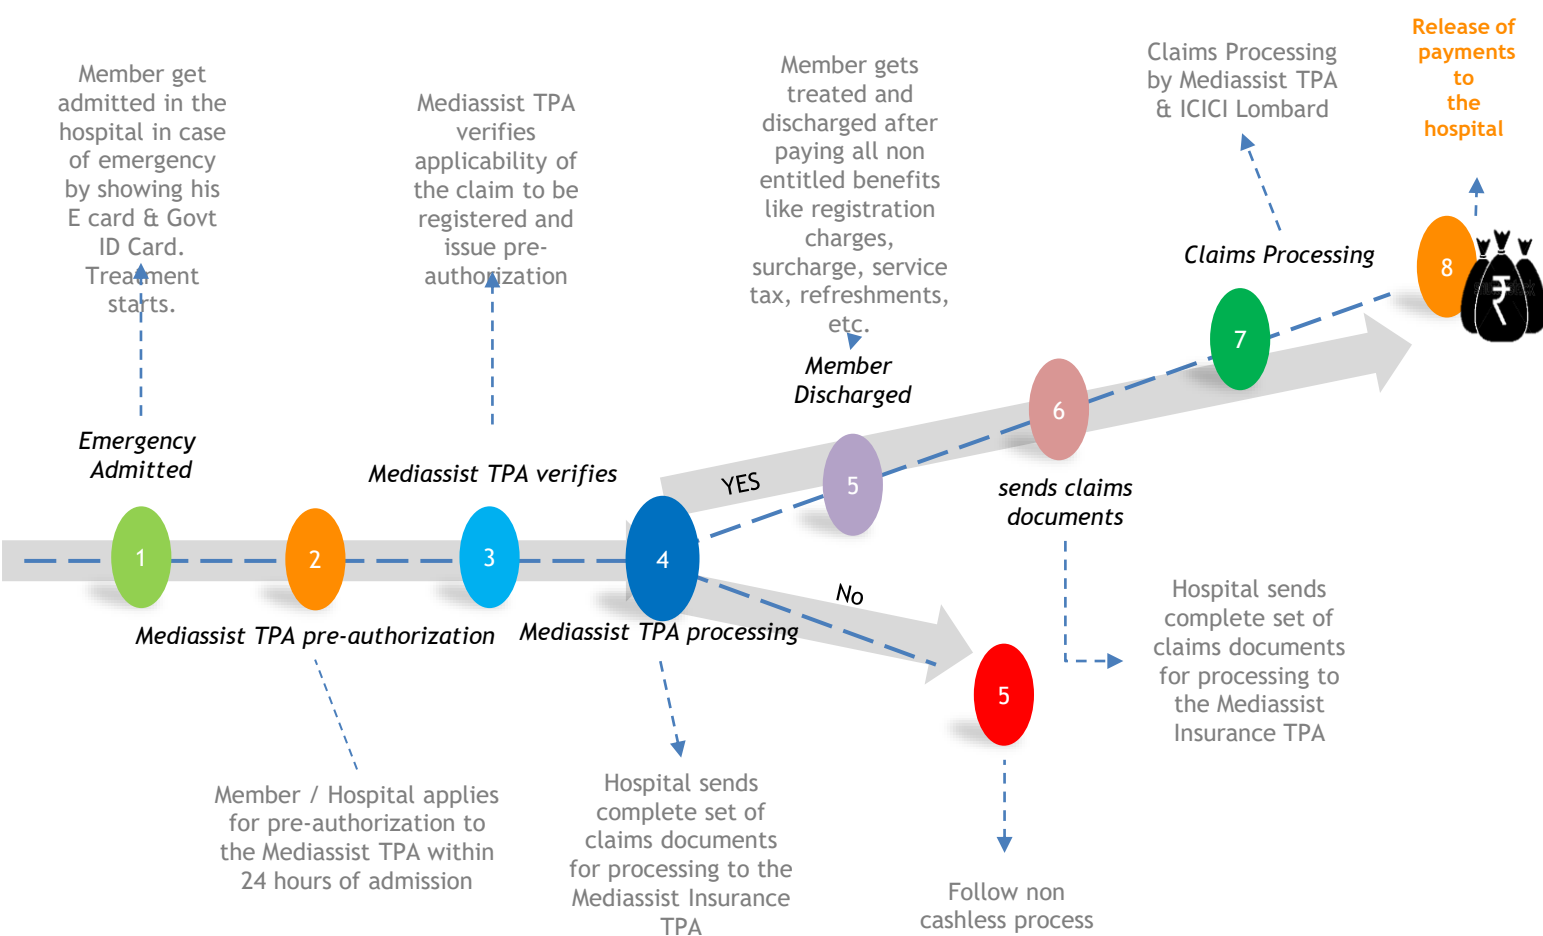 Member get
admitted in the
hospital in case
of emergency
by showing his
E card & Govt
ID Card.
Treatment
starts.
Mediassist TPA
verifies
applicability of
the claim to be
registered and
issue pre-
authorization
Member gets
treated and
discharged after
paying all non
entitled benefits
like registration
charges,
surcharge, service
tax, refreshments,
etc.
Claims Processing
by Mediassist TPA
& ICICI Lombard
Release of
payments
to
the
hospital
Emergency
Admitted
Mediassist TPA verifies
Member
Discharged
Claims Processing
8
₹
7
6
5
YES
sends claims
documents
1
2
3
4
Mediassist TPA pre-authorization
Mediassist TPA processing
No
5
Hospital sends
complete set of
claims documents
for processing to
the Mediassist
Insurance TPA
Member / Hospital applies
for pre-authorization to
the Mediassist TPA within
24 hours of admission
Hospital sends
complete set of
claims documents
for processing to the
Mediassist Insurance
TPA
Follow non
cashless process